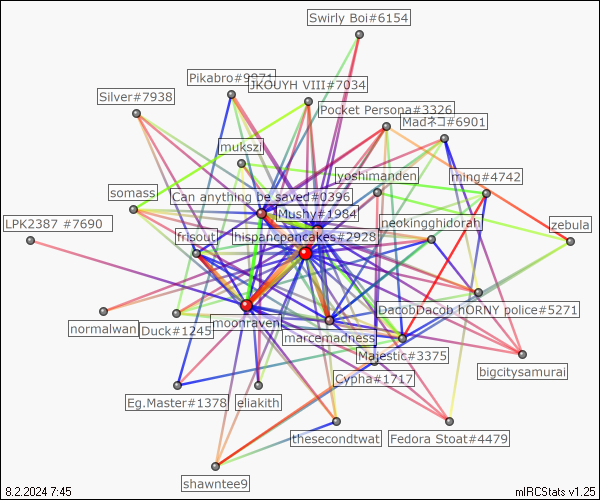 Swirly Boi#6154
Pikabro#9971
JKOUYH VIII#7034
Silver#7938
Pocket Persona#3326
Madネコ#6901
mukszi
yoshimanden
ming#4742
somass
Can anything be saved#0396
Mushy#1984
LPK2387 #7690
neokingghidorah
zebula
frisout
hispancpancakes#2928
DacobDacob hORNY police#5271
normalwan
Duck#1245
moonraven
marcemadness
Majestic#3375
bigcitysamurai
Cypha#1717
Eg.Master#1378
eliakith
thesecondtwat
Fedora Stoat#4479
shawntee9
8.2.2024 7:45
mIRCStats v1.25